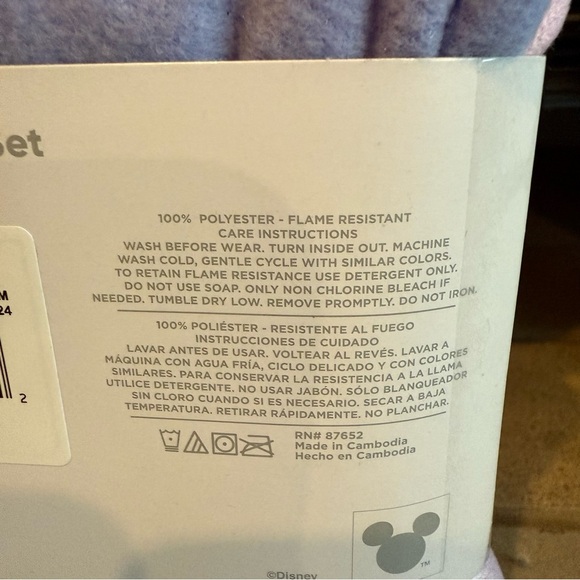 et
100% POLYESTER - FLAME RESISTANT
CARE INSTRUCTIONS
WASH BEFORE WEAR. TURN INSIDE OUT. MACHINE
WASH COLD, GENTLE CYCLE WITH SIMILAR COLORS.
TO RETAIN FLAME RESISTANCE USE DETERGENT ONLY.
DO NOT USE SOAP. ONLY NON CHLORINE BLEACH IF
NEEDED. TUMBLE DRY LOW. REMOVE PROMPTLY. DO NOT IRON.
100% POLIÉSTER - RESISTENTE AL FUEGO
INSTRUCCIONES DE CUIDADO
LAVAR ANTES DE USAR. VOLTEAR AL REVÉS. LAVAR A
MÁQUINA CON AGUA FRÍA, CICLO DELICADO Y CON COLORES
SIMILARES. PARA CONSERVAR LA RESISTENCIA A LA LLAMA
UTILICE DETERGENTE. NO USAR JABÓN. SÓLO BLANQUEADOR
SIN CLORO CUANDO SI ES NECESARIO. SECAR A BAJA
TEMPERATURA. RETIRAR RÁPIDAMENTE. NO PLANCHAR.
RN# 87652
Made in Cambodia
Hecho en Cambodia
M
24
2
TM
©Disney